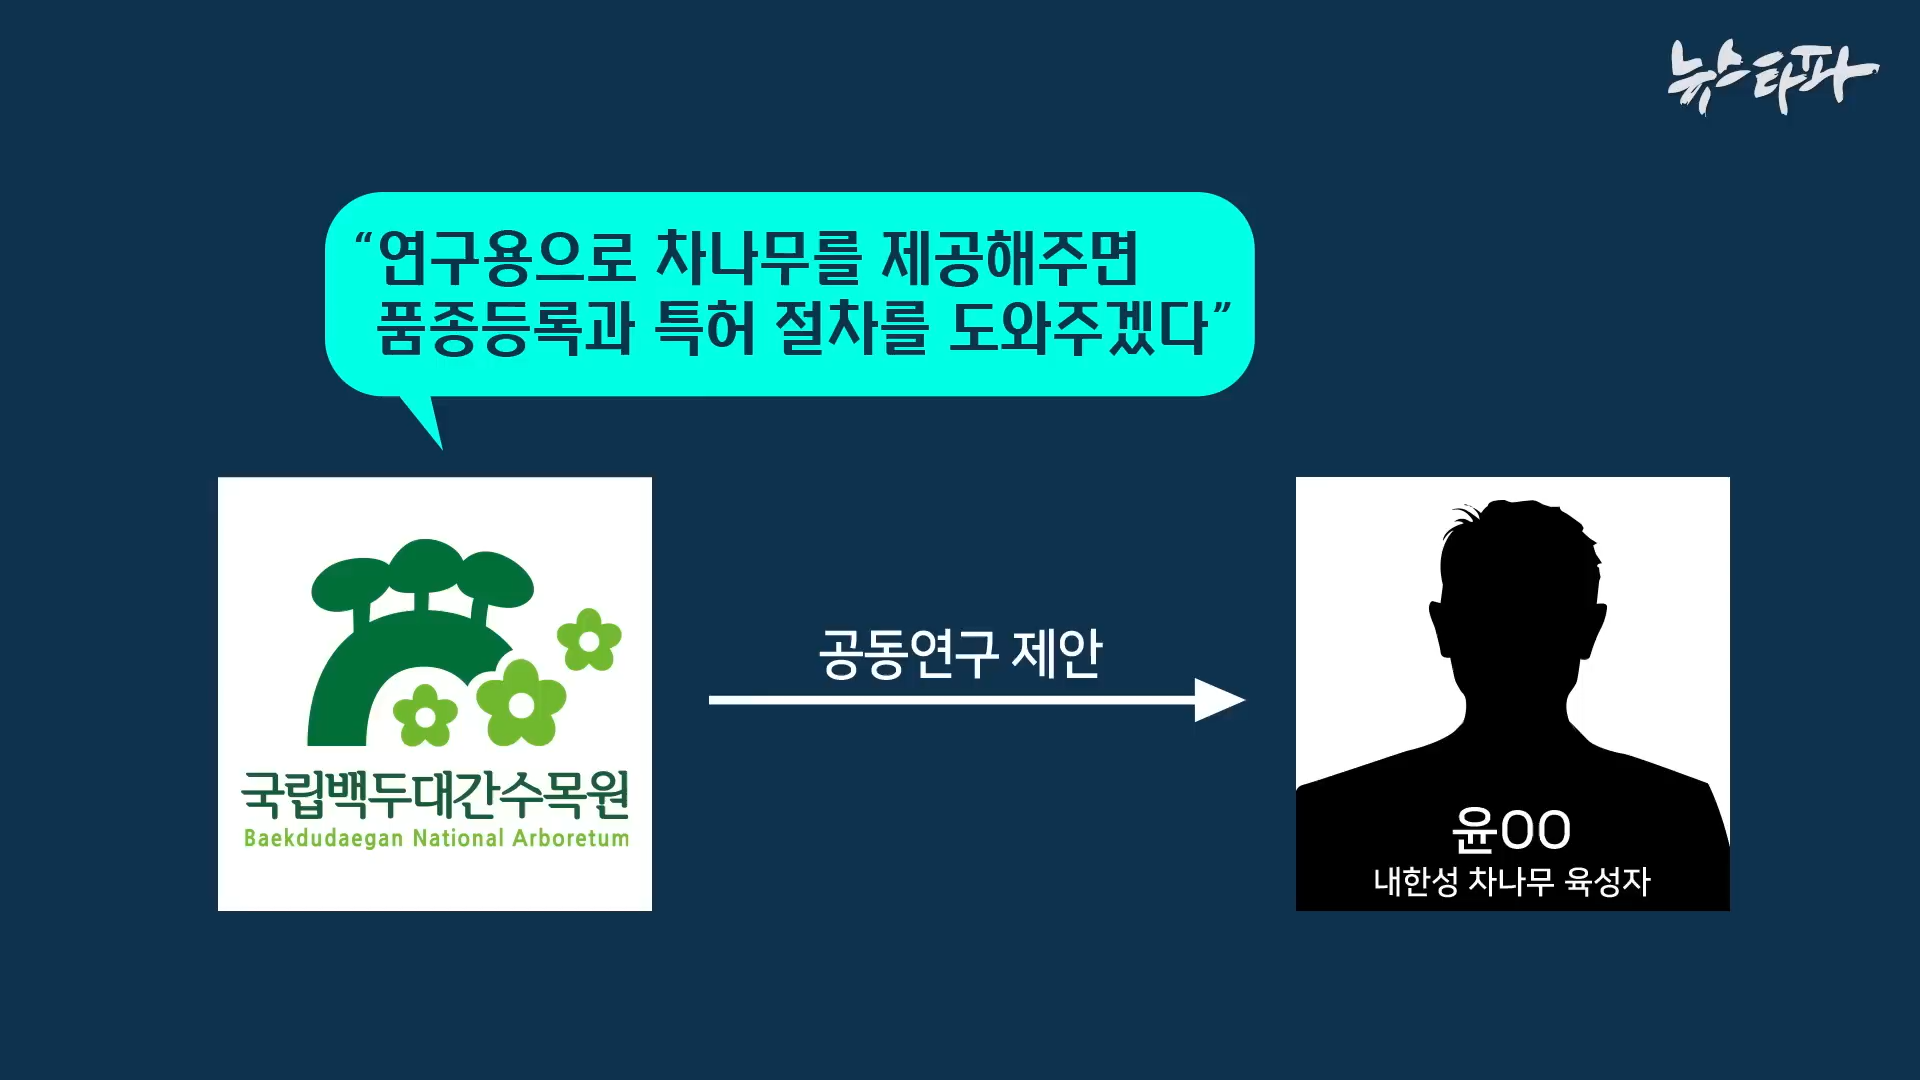 뉴스타파
“연구용으로 차나무를 제공해주면
품종등록과 특허 절차를 도와주겠다”
공동연구 제안
국립백두대간수목원
Baekdudaegan National Arboretum
윤OO
내한성 차나무 육성자